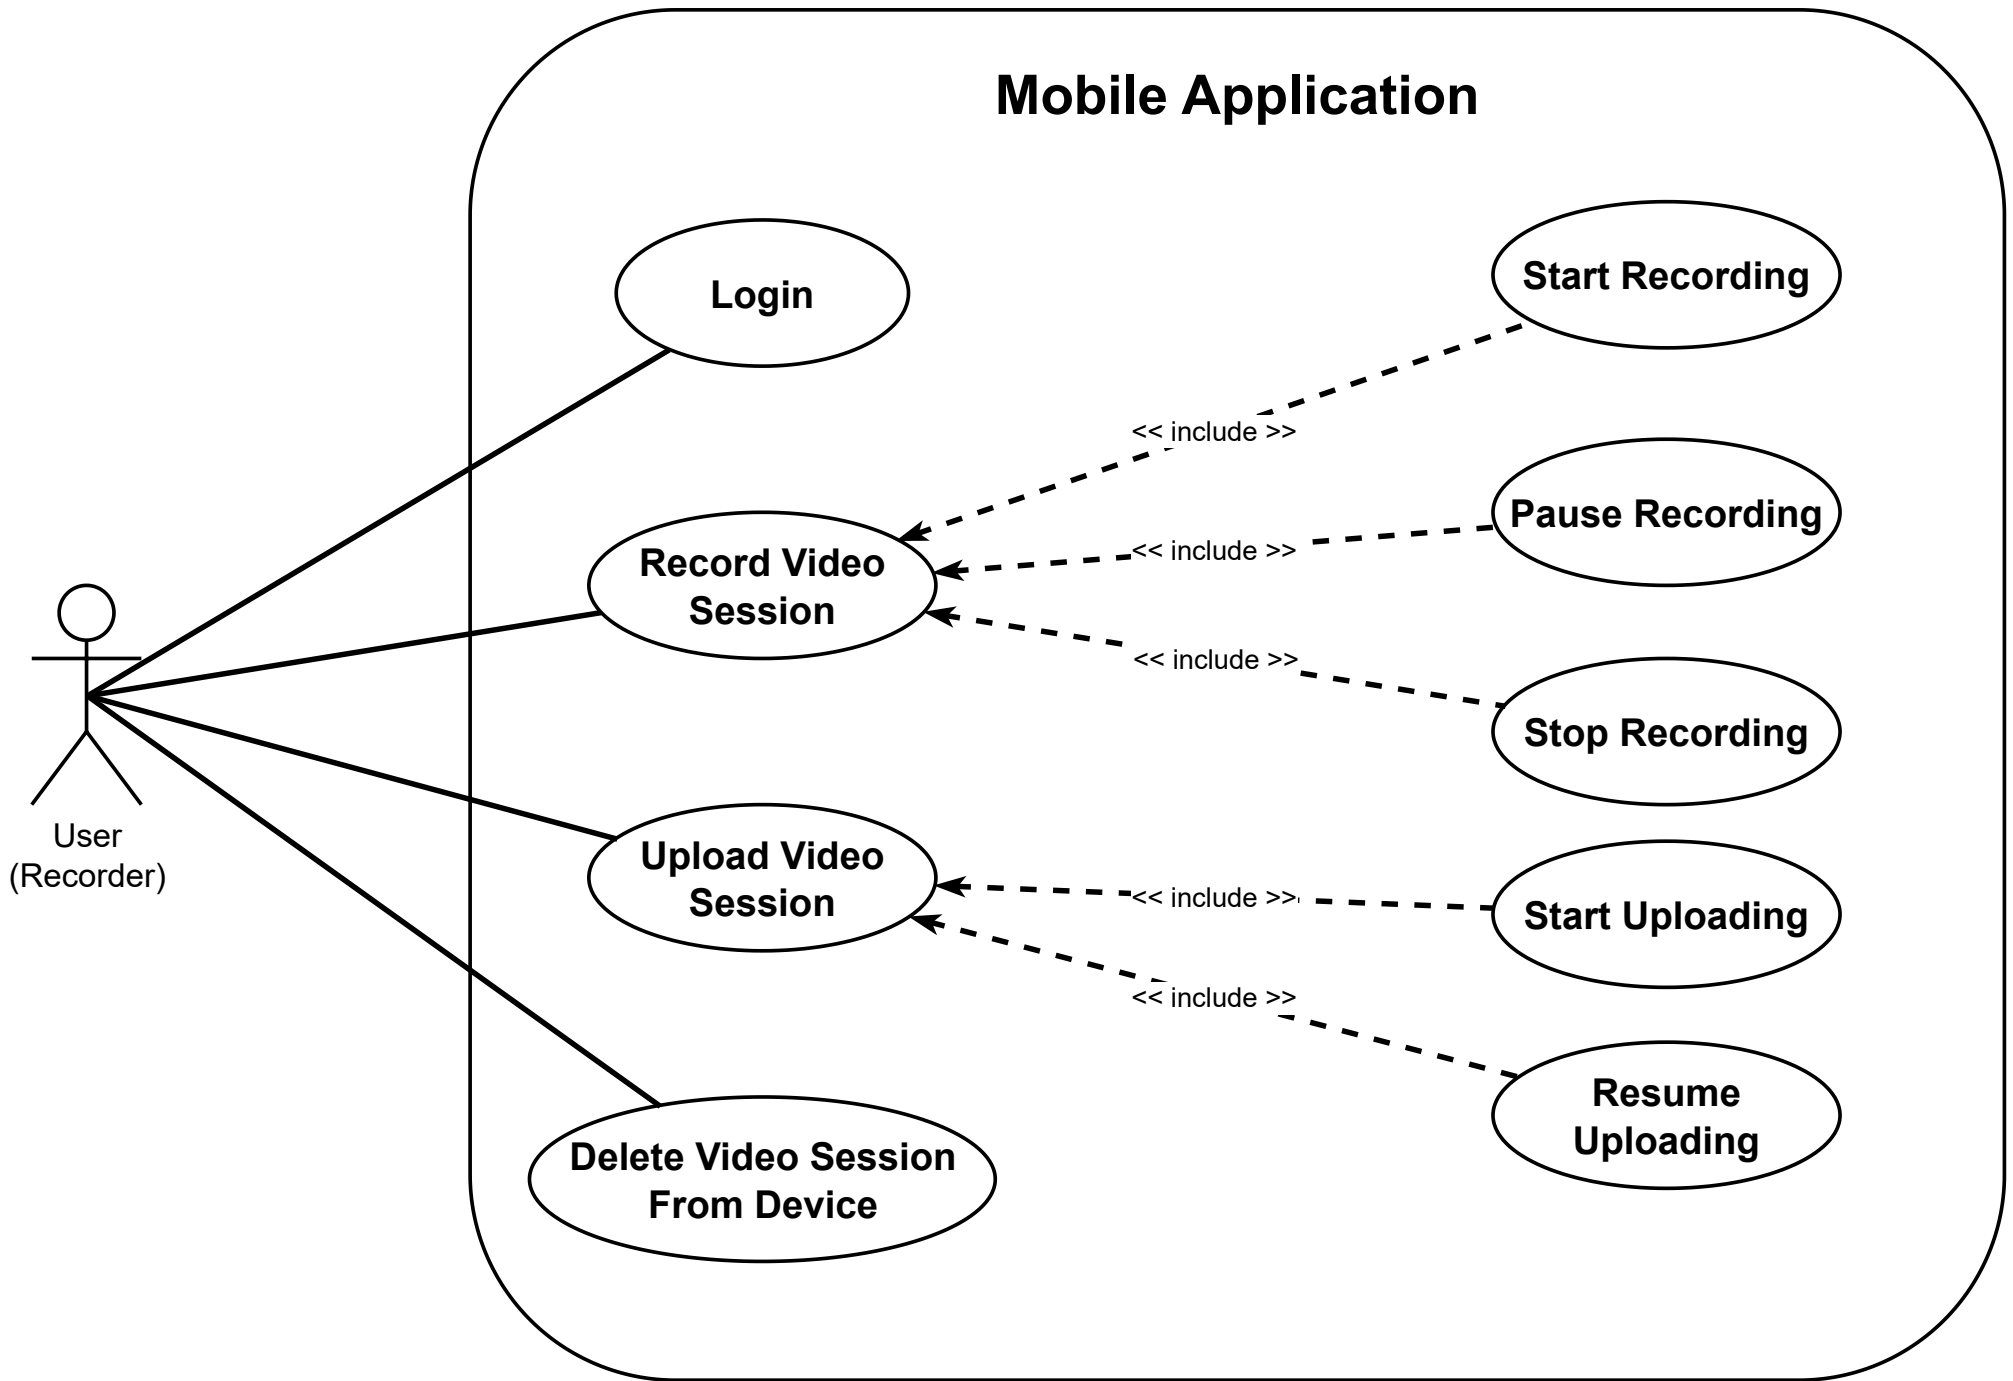 Mobile Application
Login
Start Recording
<< include >>
Pause Recording
Record Video
Session
<< include >>
<< include >>
Stop Recording
User
(Recorder)
Upload Video
Session
<< include >>
Start Uploading
<< include >>
Resume
Uploading
Delete Video Session
From Device